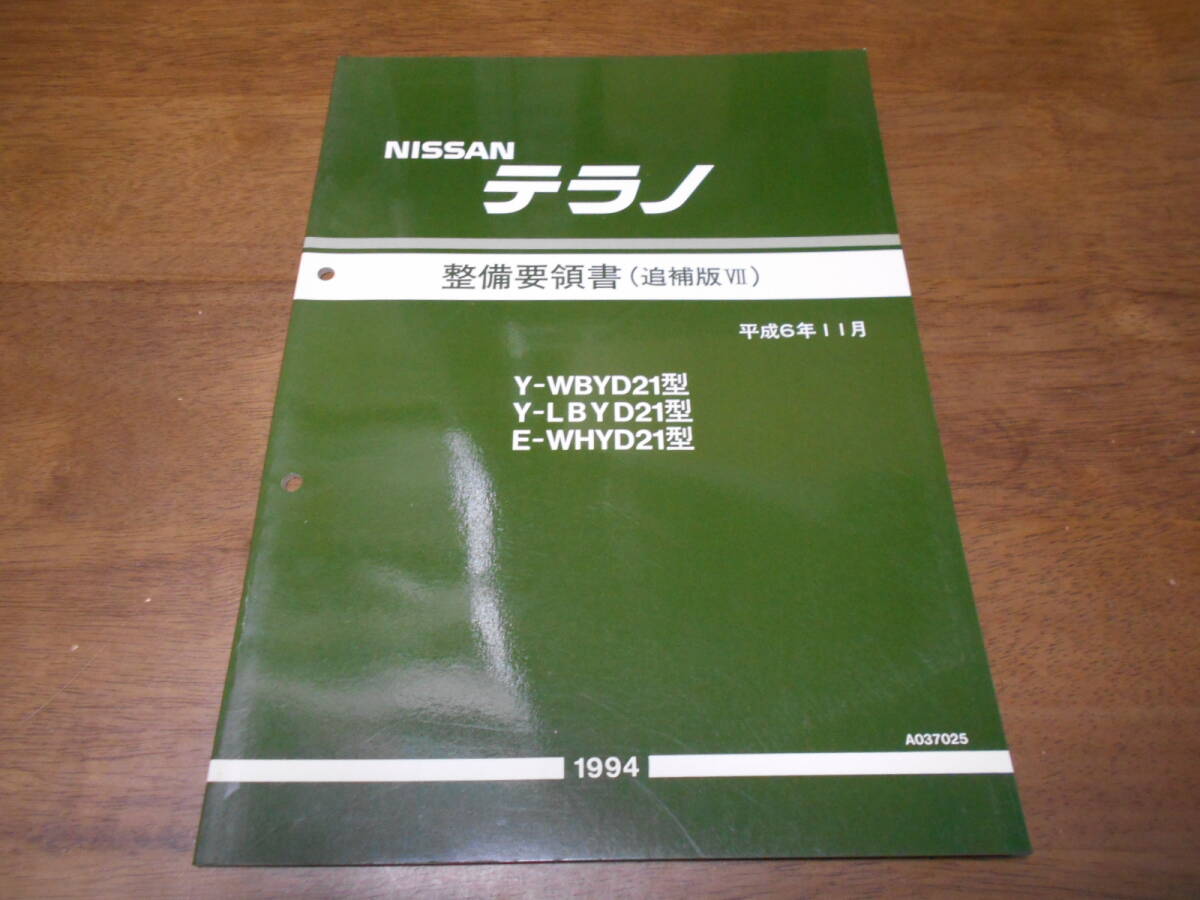 NISSAN
テラノ
整備要領書(追補版Ⅶ)
平成6年11月
Y-WBYD21型
Y-LBYD21型
E-WHYD21型
A037025
1994